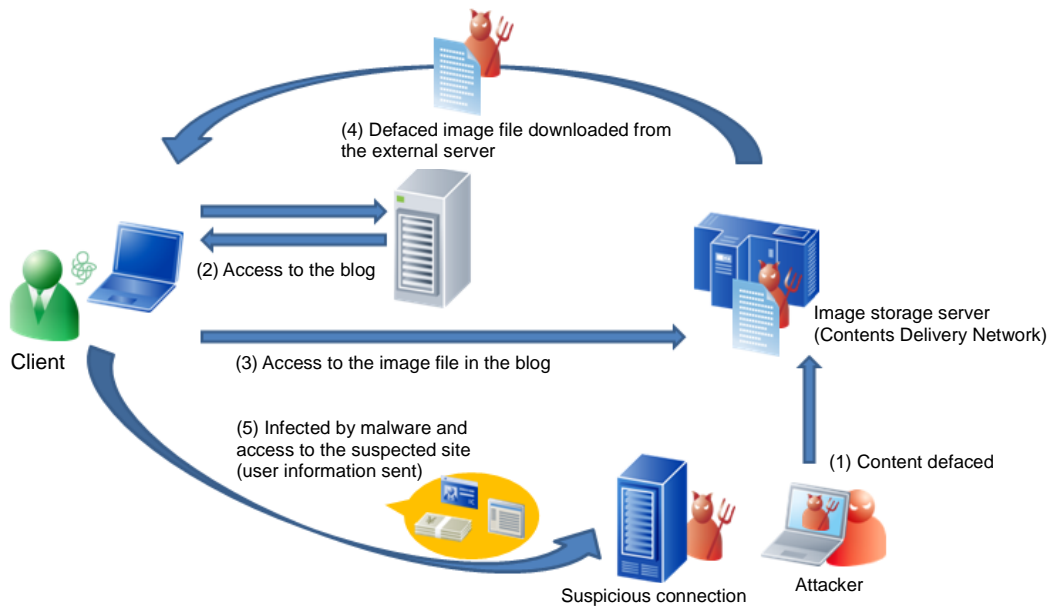 (4) Defaced image file downloaded from
the external server
(2) Access to the blog
Image storage server
(Contents Delivery Network)
Client
(3) Access to the image file in the blog
(5) Infected by malware and
access to the suspected site
(user information sent)
(1) Content defaced
Suspicious connection
Attacker